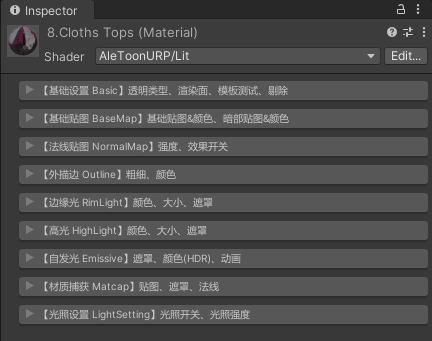 Inspector
8.Cloths Tops (Material)
Shader AleToonURP/Lit Edit...
【基础设置 Basic】透明类型、渲染面、模板测试、剔除
【基础贴图 BaseMap】基础贴图&颜色、暗部贴图&颜色
【法线贴图 NormalMap】强度、效果开关
【外描边 Outline】粗细、颜色
【边缘光 RimLight】颜色、大小、遮罩
【高光 HighLight】颜色、大小、遮罩
【自发光 Emissive】遮罩、颜色(HDR)、动画
【材质捕获 Matcap】贴图、遮罩、法线
【光照设置 LightSetting】光照开关、光照强度